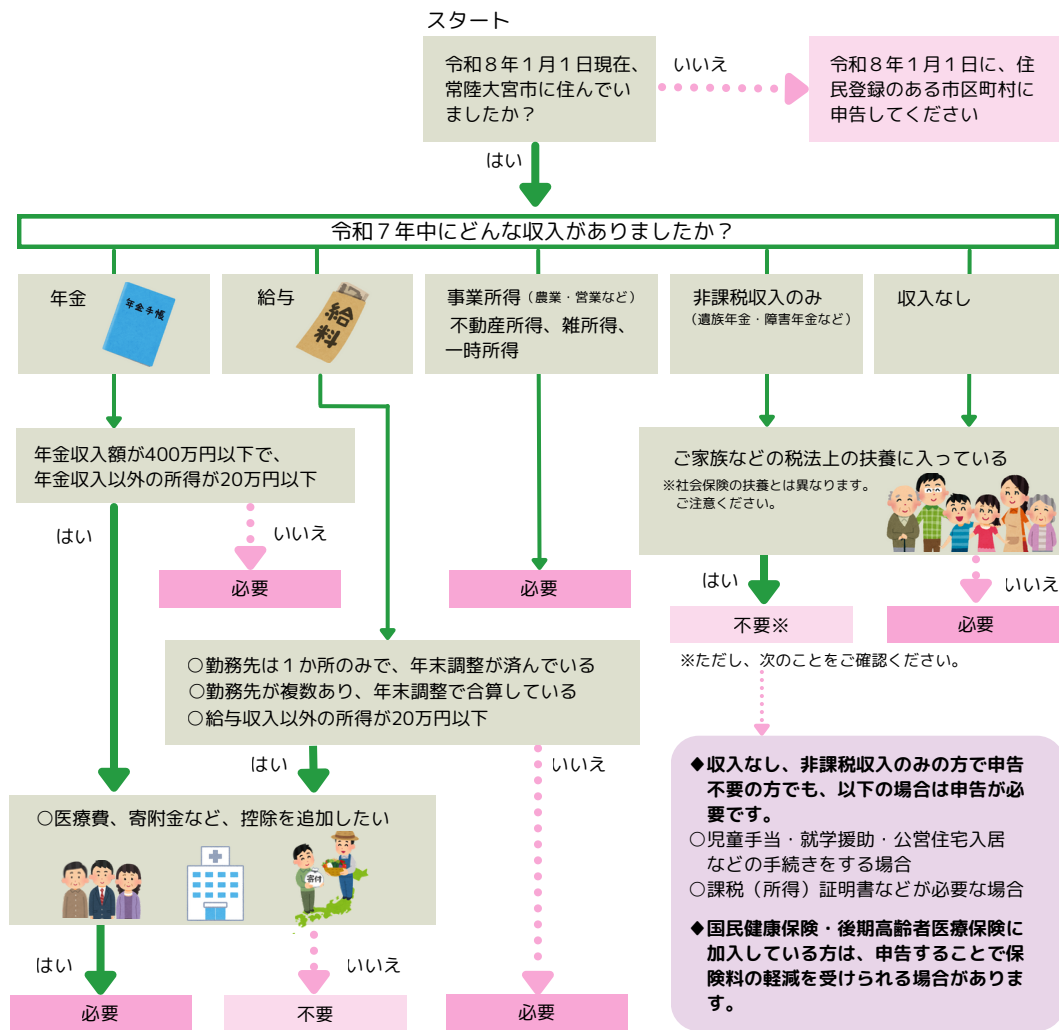 スタート
令和８年１月１日現在、
常陸大宮市に住んでい
ましたか？
いいえ
令和８年１月１日に、住
民登録のある市区町村に
申告してください
はい
令和７年中にどんな収入がありましたか？
年金
年金手帳
給与
給料
事業所得（農業・営業など）
不動産所得、雑所得、
一時所得
非課税収入のみ
（遺族年金・障害年金など）
収入なし
年金収入額が400万円以下で、
年金収入以外の所得が20万円以下
はい
いいえ
必要
必要
ご家族などの税法上の扶養に入っている
※社会保険の扶養とは異なります。
ご注意ください。
はい
いいえ
不要※
必要
※ただし、次のことをご確認ください。
○勤務先は１か所のみで、年末調整が済んでいる
○勤務先が複数あり、年末調整で合算している
○給与収入以外の所得が20万円以下
はい
いいえ
○医療費、寄附金など、控除を追加したい
寄付
はい
いいえ
必要
不要
必要
◆収入なし、非課税収入のみの方で申告
不要の方でも、以下の場合は申告が必
要です。
○児童手当・就学援助・公営住宅入居
などの手続きをする場合
○課税（所得）証明書などが必要な場合
◆国民健康保険・後期高齢者医療保険に
加入している方は、申告することで保
険料の軽減を受けられる場合がありま
す。